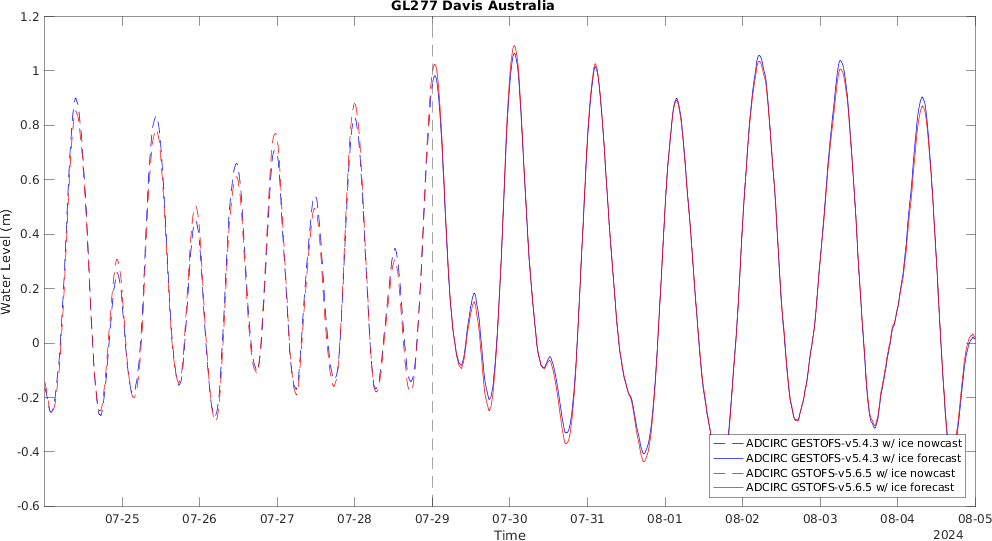 GL277 Davis Australia
Water Level (m)
1.2
1
0.8
0.6
0.4
0.2
0
-0.2
-0.4
-0.6
ADCIRC GESTOFS-v5.4.3 w/ ice nowcast
ADCIRC GESTOFS-v5.4.3 w/ ice forecast
ADCIRC GSTOFS-v5.6.5 w/ ice nowcast
ADCIRC GSTOFS-v5.6.5 w/ ice forecast
07-25 07-26 07-27 07-28 07-29 07-30 07-31 08-01 08-02 08-03 08-04 08-05
Time
2024